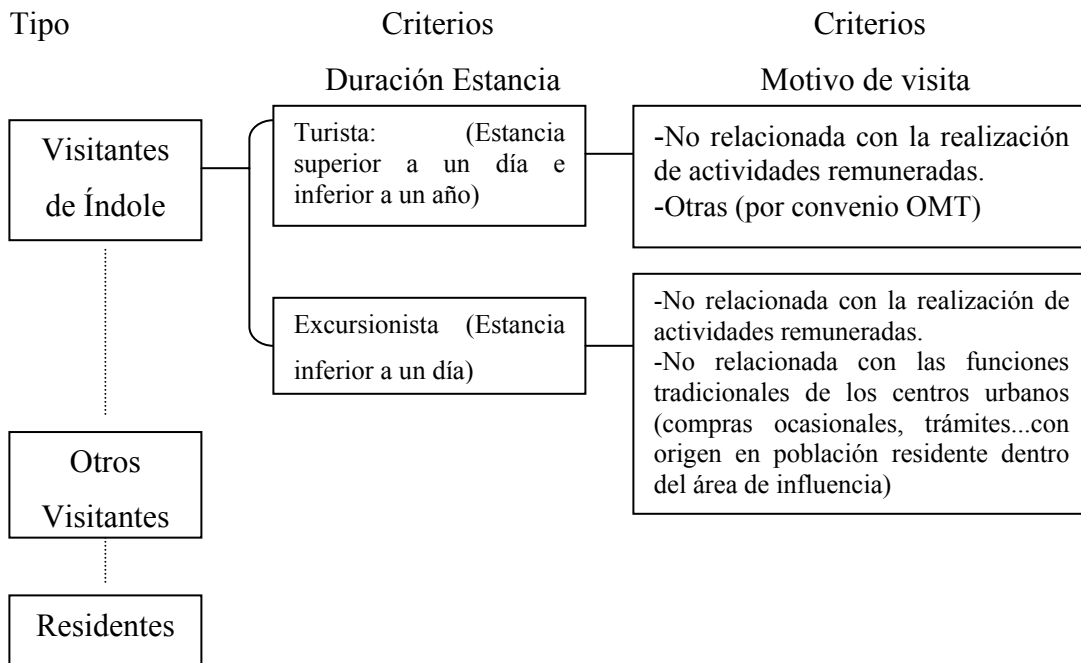 Tipo
Criterios
Criterios
Duración Estancia
Motivo de visita
Visitantes
de Índole
Turista: (Estancia
superior a un día e
inferior a un año)
-No relacionada con la realización
de actividades remuneradas.
-Otras (por convenio OMT)
Excursionista (Estancia
inferior a un día)
-No relacionada con la realización de
actividades remuneradas.
-No relacionada con las funciones
tradicionales de los centros urbanos
(compras ocasionales, trámites...con
origen en población residente dentro
del área de influencia)
Otros
Visitantes
Residentes